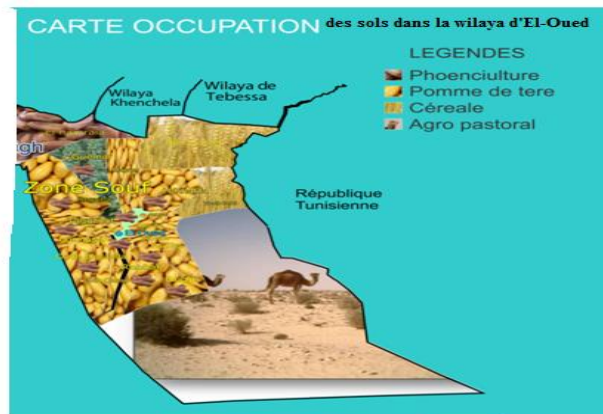 CARTE OCCUPATION des sols dans la wilaya d'El-Oued
LEGENDES
Phoenciulture
Pomme de tere
Céreale
Agro pastoral
Wilaya
Khenchela
Wilaya de
Tebessa
Zone Souf
République
Tunisienne